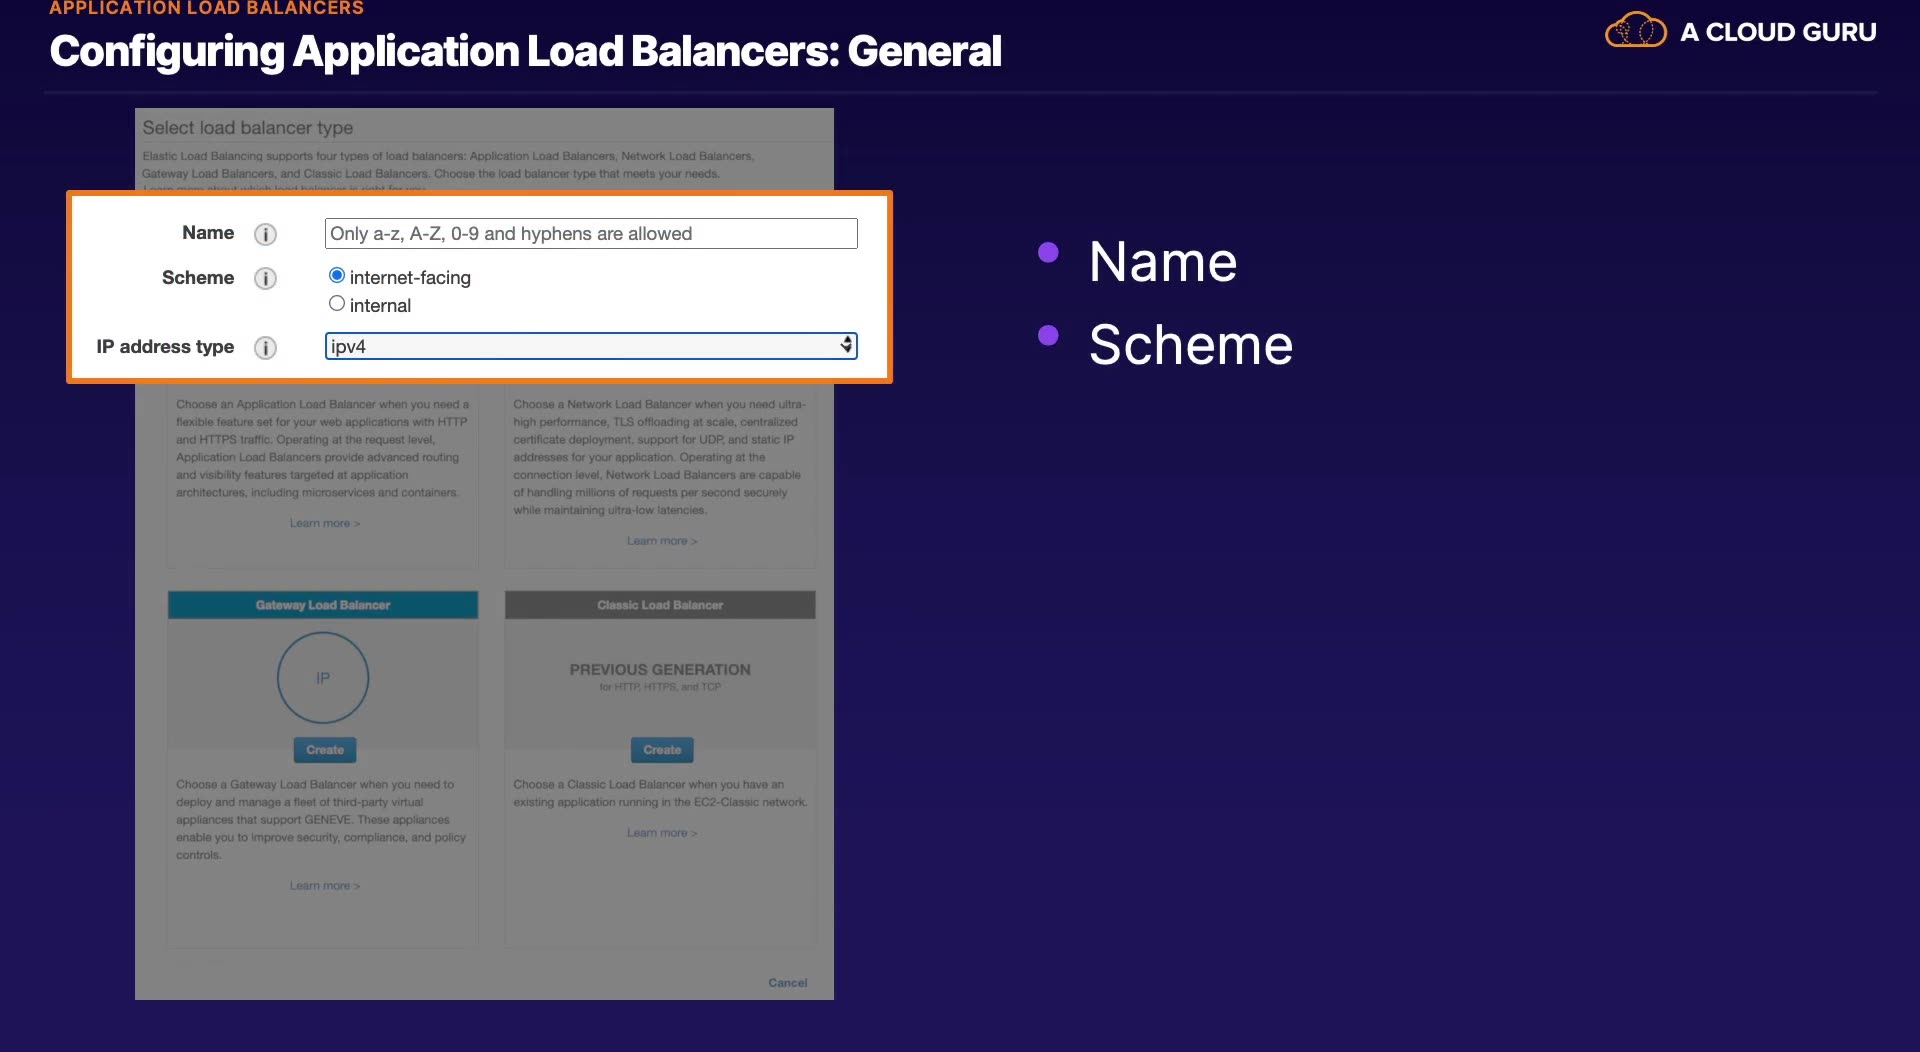 APPLICATION LOAD BALANCERS
Configuring Application Load Balancers: General
A CLOUD GURU
Select load balancer type
Elastic Load Balancing supports four types of load balancers: Application Load Balancers, Network Load Balancers,
Gateway Load Balancers, and Classic Load Balancers. Choose the load balancer type that meets your needs.
Learn more about which load balancer is right for you
Name i Only a-z, A-Z, 0-9 and hyphens are allowed
Scheme i internet-facing
internal
IP address type i ipv4
Name
Scheme
Choose an Application Load Balancer when you need a
flexible feature set for your web applications with HTTP
and HTTPS traffic. Operating at the request level,
Application Load Balancers provide advanced routing
and visibility features targeted at application
architectures, including microservices and containers.
Learn more >
Choose a Network Load Balancer when you need ultra-
high performance, TLS offloading at scale, centralized
certificate deployment, support for UDP, and static IP
addresses for your application. Operating at the
connection level, Network Load Balancers are capable
of handling millions of requests per second securely
while maintaining ultra-low latencies.
Learn more >
Gateway Load Balancer
IP
Create
Choose a Gateway Load Balancer when you need to
deploy and manage a fleet of third-party virtual
appliances that support GENEVE. These appliances
enable you to improve security, compliance, and policy
controls.
Learn more >
Classic Load Balancer
PREVIOUS GENERATION
for HTTP, HTTPS, and TCP
Create
Choose a Classic Load Balancer when you have an
existing application running in the EC2-Classic network.
Learn more >
Cancel